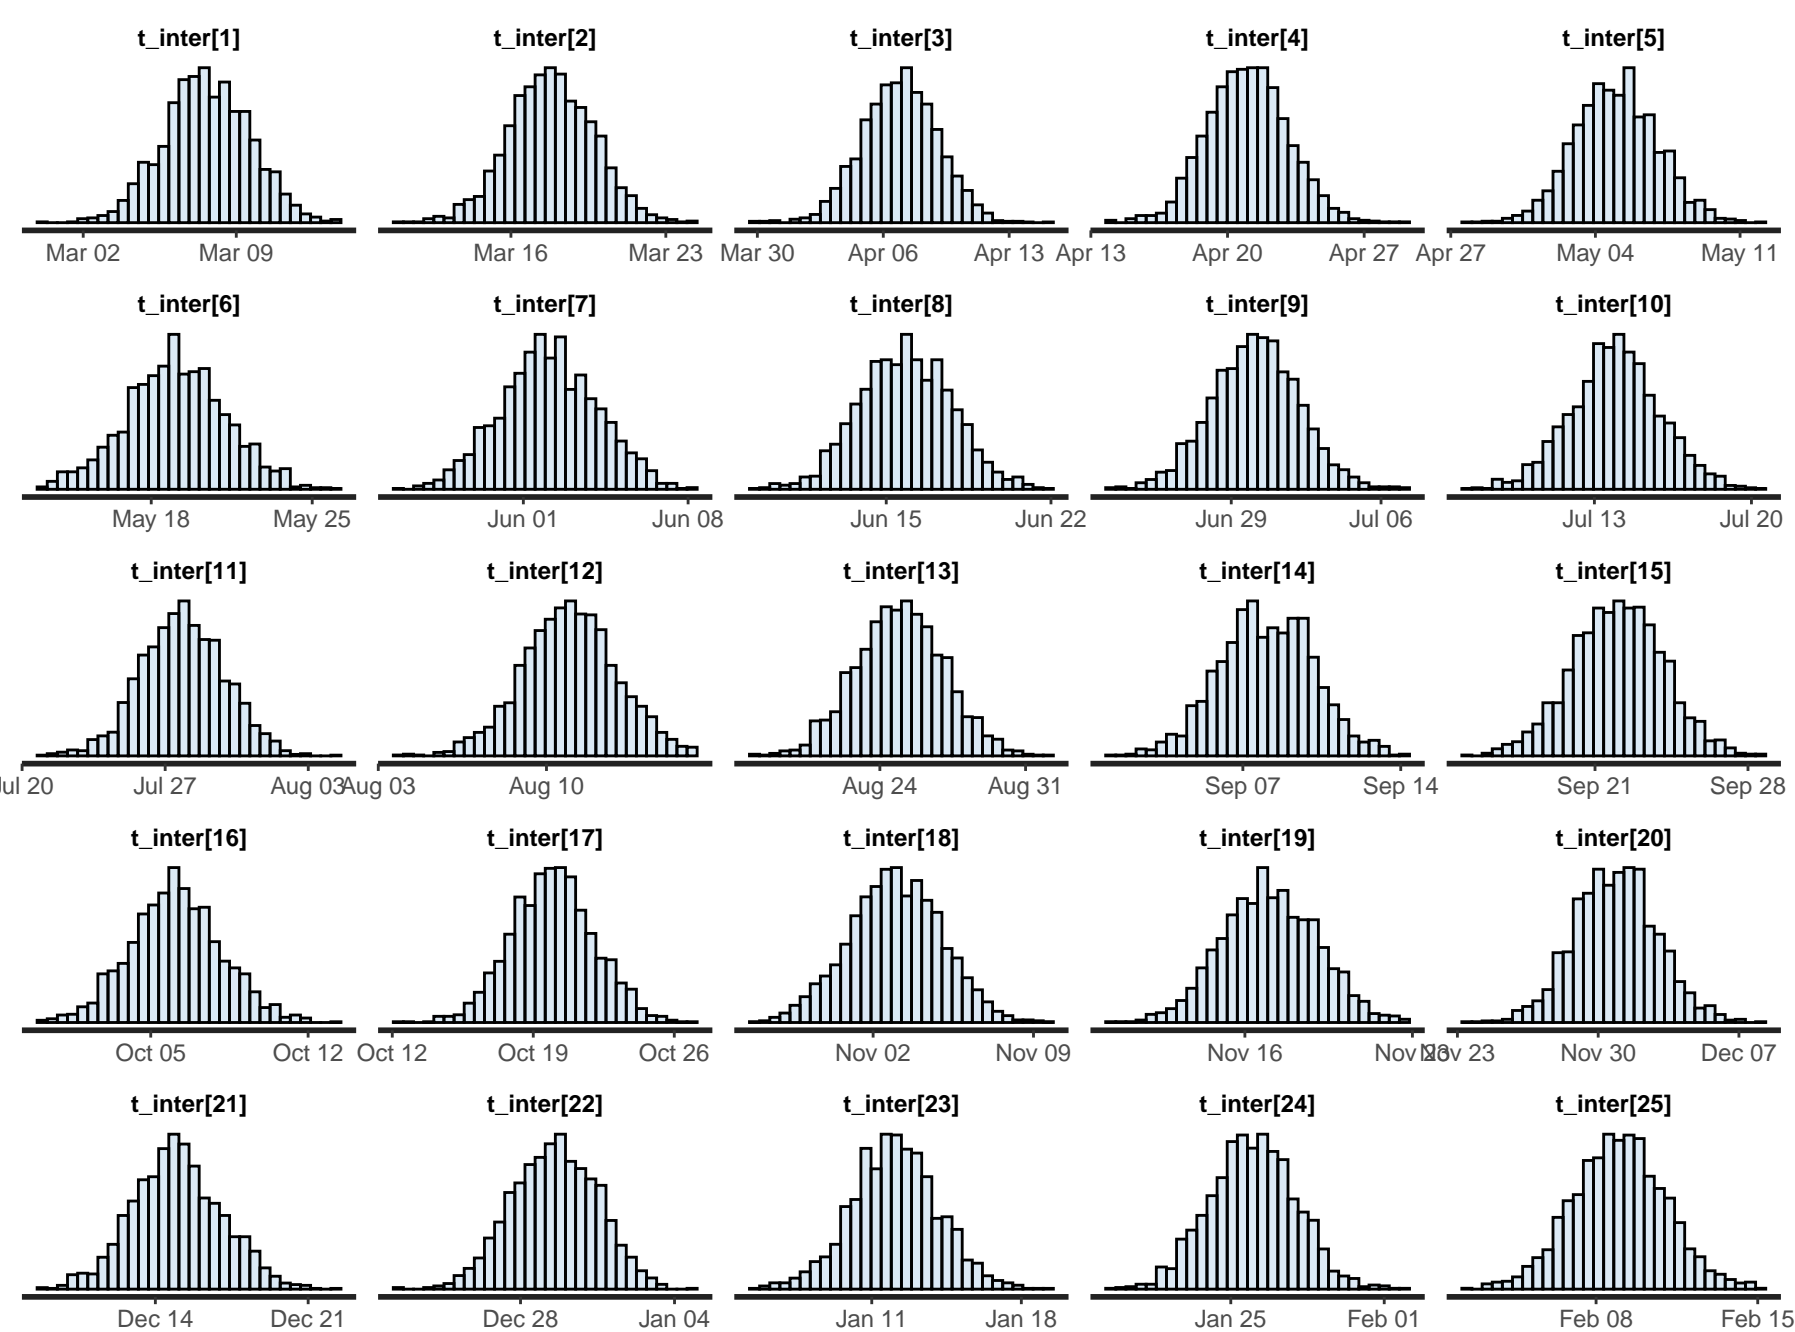 t_inter[1] t_inter[2] t_inter[3] t_inter[4] t_inter[5]
Mar 02 Mar 09 Mar 16 Mar 23 Mar 30 Apr 06 Apr 13 Apr 13 Apr 20 Apr 27 Apr 27 May 04 May 11
t_inter[6] t_inter[7] t_inter[8] t_inter[9] t_inter[10]
May 18 May 25 Jun 01 Jun 08 Jun 15 Jun 22 Jun 29 Jul 06 Jul 13 Jul 20
t_inter[11] t_inter[12] t_inter[13] t_inter[14] t_inter[15]
Jul 20 Jul 27 Aug 03 Aug 03 Aug 10 Aug 24 Aug 31 Sep 07 Sep 14 Sep 21 Sep 28
t_inter[16] t_inter[17] t_inter[18] t_inter[19] t_inter[20]
Oct 05 Oct 12 Oct 12 Oct 19 Oct 26 Nov 02 Nov 09 Nov 16 Nov 23 Nov 23 Nov 30 Dec 07
t_inter[21] t_inter[22] t_inter[23] t_inter[24] t_inter[25]
Dec 14 Dec 21 Dec 28 Jan 04 Jan 11 Jan 18 Jan 25 Feb 01 Feb 08 Feb 15